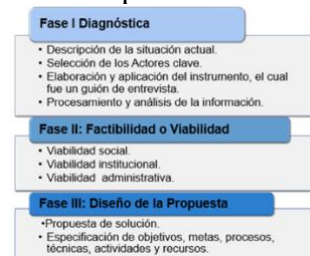 Fase I Diagnóstica
• Descripción de la situación actual.
• Selección de los Actores clave.
• Elaboración y aplicación del instrumento, el cual
fue un guión de entrevista.
• Procesamiento y análisis de la información.
Fase II: Factibilidad o Viabilidad
• Viabilidad social.
• Viabilidad institucional.
• Viabilidad administrativa.
Fase III: Diseño de la Propuesta
•Propuesta de solución.
• Especificación de objetivos, metas, procesos,
técnicas, actividades y recursos.